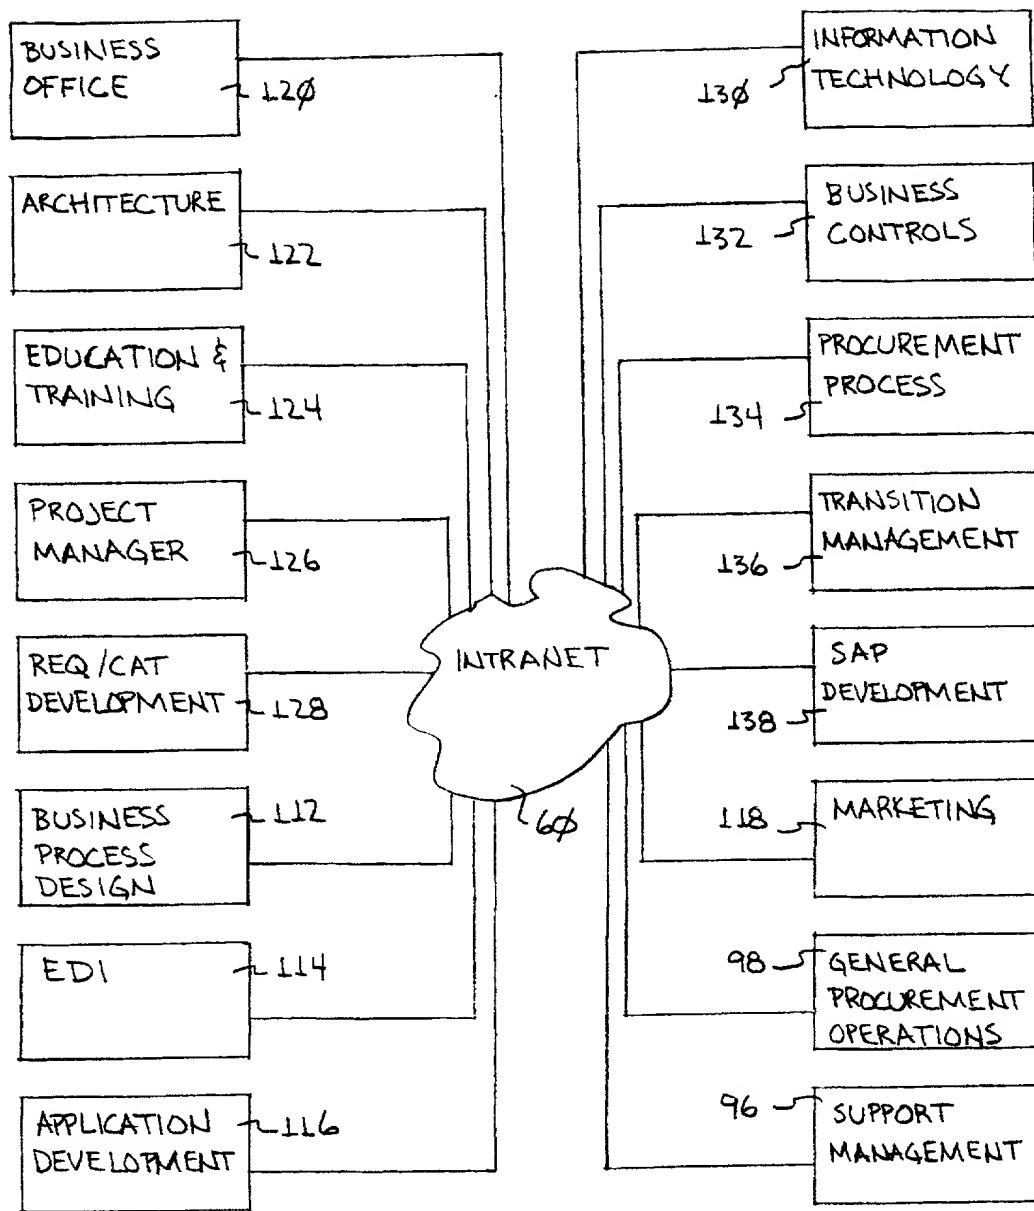 BUSINESS
OFFICE
120
ARCHITECTURE
122
EDUCATION &
TRAINING
124
PROJECT
MANAGER
126
REQ/CAT
DEVELOPMENT
128
BUSINESS
PROCESS
DESIGN
112
EDI
114
APPLICATION
DEVELOPMENT
116
INTRANET
60
INFORMATION
TECHNOLOGY
130
BUSINESS
CONTROLS
132
PROCUREMENT
PROCESS
134
TRANSITION
MANAGEMENT
136
SAP
DEVELOPMENT
138
MARKETING
118
GENERAL
PROCUREMENT
OPERATIONS
98
SUPPORT
MANAGEMENT
96